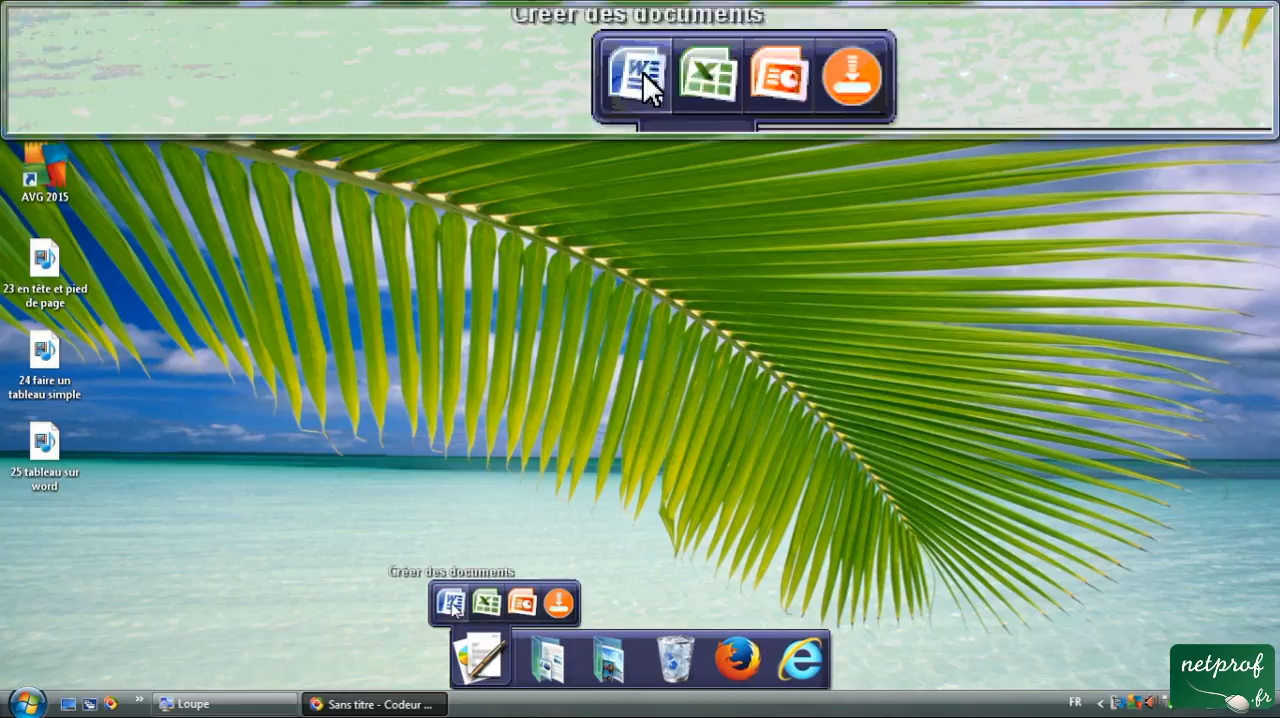 Créer des documents
AVG 2015
23 en tête et pied
de page
24 faire un
tableau simple
25 tableau sur
word
Créer des documents
netprof
.fr
Loupe
Sans titre - Codeur ...
FR